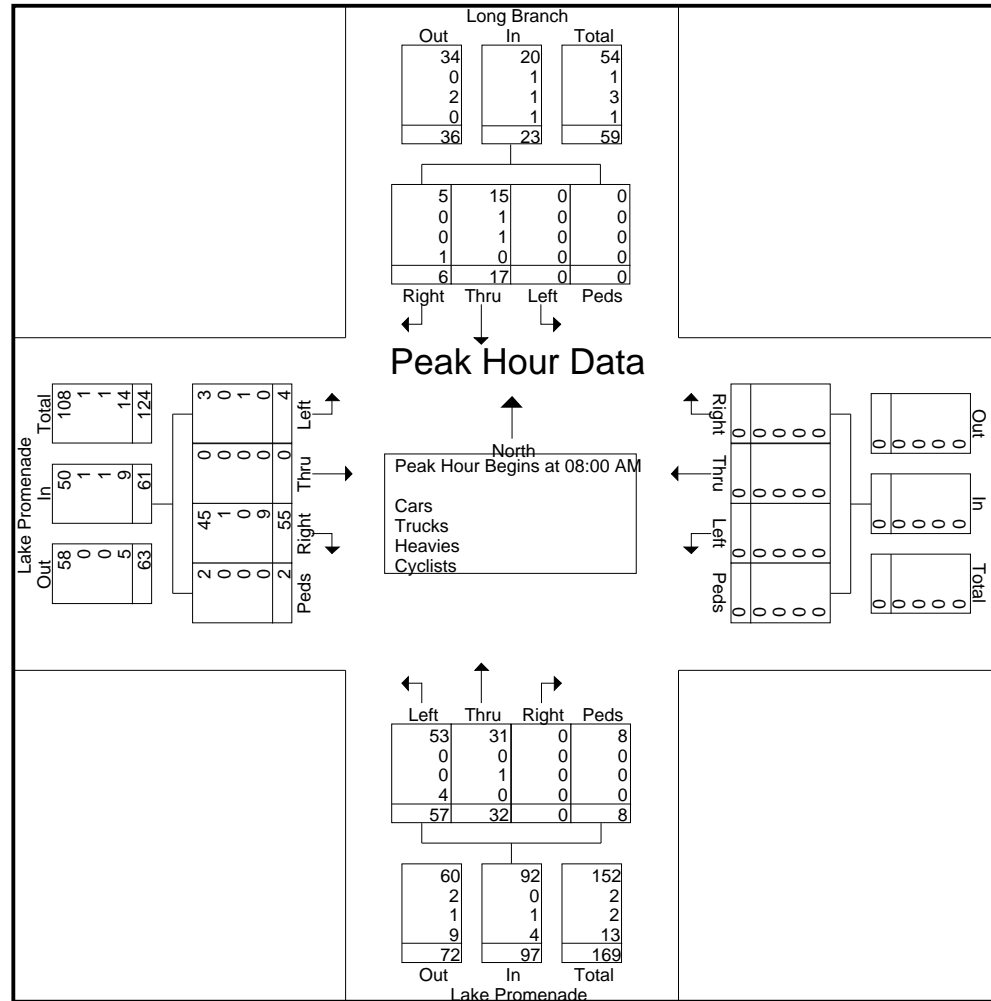 Long Branch
Out In Total
34 20 54
0 1 1
2 1 3
0 1 1
36 23 59
5 15 0 0
0 1 0 0
0 1 0 0
1 0 0 0
6 17 0 0
Right Thru Left Peds
Peak Hour Data
North
Peak Hour Begins at 08:00 AM
Cars
Trucks
Heavies
Cyclists
Lake Promenade
Total
108 1 1 14 124
In
50 1 1 9 61
Out
58 0 0 5 63
3 0 1 0 4
Left
0 0 0 0 0
Thru
45 1 0 9 55
Right
2 0 0 0 2
Peds
Right
0 0 0 0 0
Thru
0 0 0 0 0
Left
0 0 0 0 0
Peds
0 0 0 0 0
Out
0 0 0 0 0
In
0 0 0 0 0
Total
0 0 0 0 0
Left Thru Right Peds
53 31 0 8
0 0 0 0
0 1 0 0
4 0 0 0
57 32 0 8
60 92 152
2 0 2
1 1 2
9 4 13
72 97 169
Out In Total
Lake Promenade